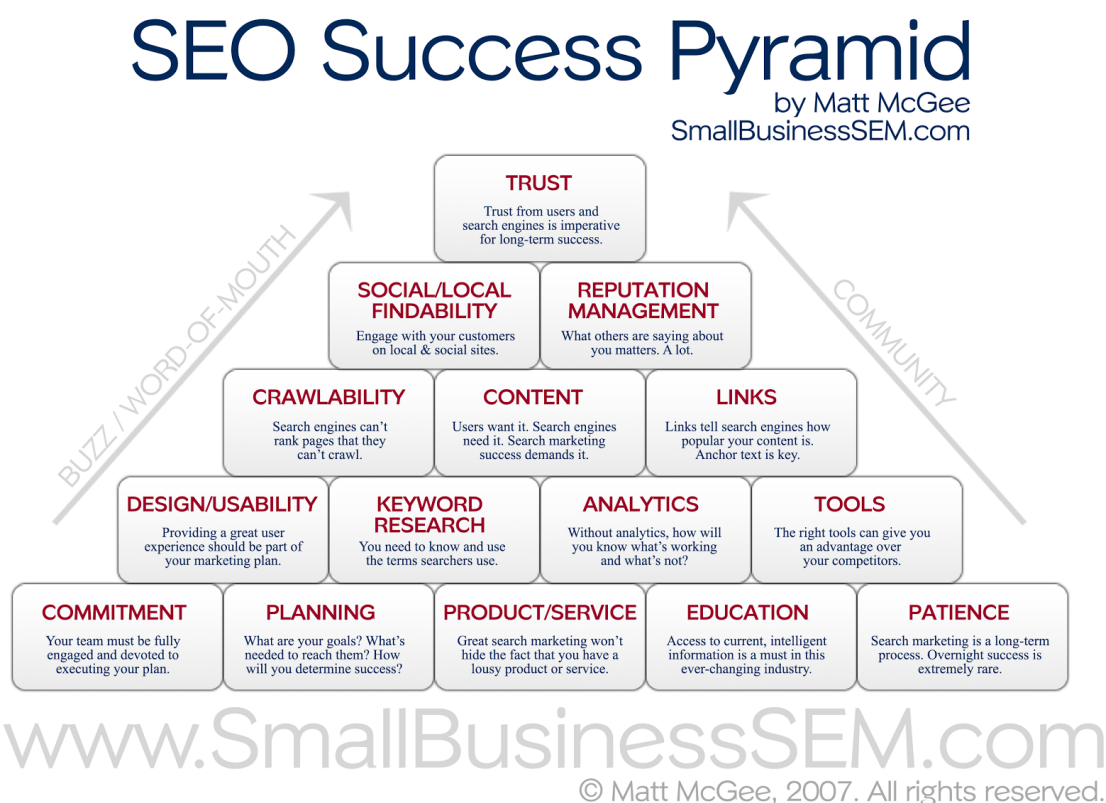 SEO Success Pyramid
by Matt McGee
SmallBusinessSEM.com
TRUST
Trust from users and
search engines is imperative
for long-term success.
BUZZ / WORD-OF-MOUTH
COMMUNITY
SOCIAL/LOCAL
FINDABILITY
Engage with your customers
on local & social sites.
REPUTATION
MANAGEMENT
What others are saying about
you matters. A lot.
CRAWLABILITY
Search engines can't
rank pages that they
can't crawl.
CONTENT
Users want it. Search engines
need it. Search marketing
success demands it.
LINKS
Links tell search engines how
popular your content is.
Anchor text is key.
DESIGN/USABILITY
Providing a great user
experience should be part of
your marketing plan.
KEYWORD
RESEARCH
You need to know and use
the terms searchers use.
ANALYTICS
Without analytics, how will
you know what's working
and what's not?
TOOLS
The right tools can give you
an advantage over
your competitors.
COMMITMENT
Your team must be fully
engaged and devoted to
executing your plan.
PLANNING
What are your goals? What's
needed to reach them? How
will you determine success?
PRODUCT/SERVICE
Great search marketing won't
hide the fact that you have a
lousy product or service.
EDUCATION
Access to current, intelligent
information is a must in this
ever-changing industry.
PATIENCE
Search marketing is a long-term
process. Overnight success is
extremely rare.
www.SmallBusinessSEM.com
© Matt McGee, 2007. All rights reserved.